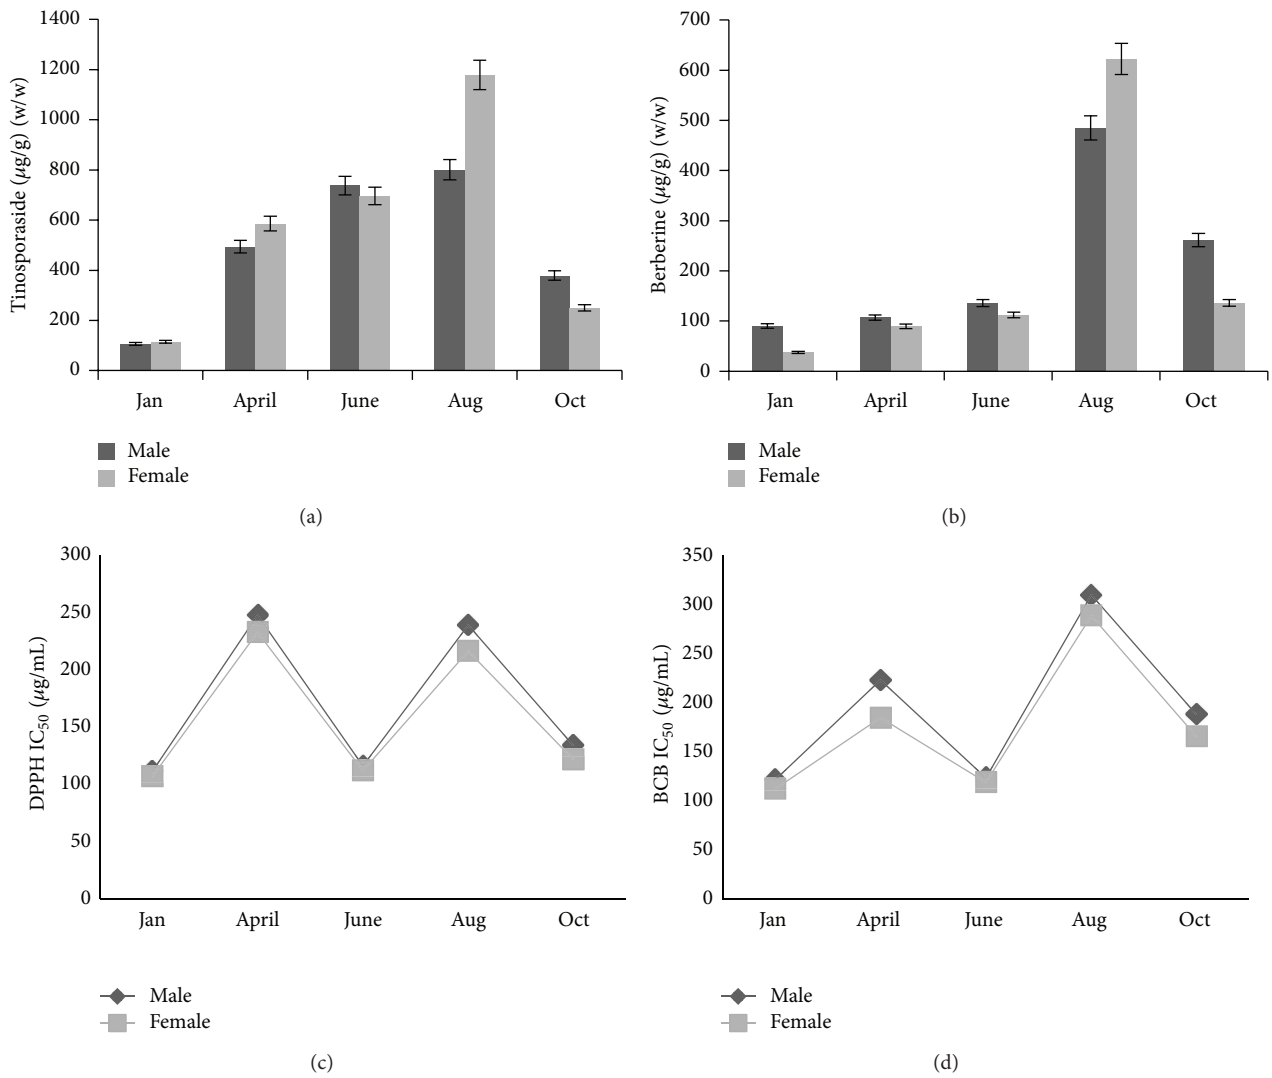 1400
1200
1000
800
600
400
200
0
Tinosporaside (μg/g) (w/w)
Jan April June Aug Oct
Male
Female
(a)
700
600
500
400
300
200
100
0
Berberine (μg/g) (w/w)
Jan April June Aug Oct
Male
Female
(b)
300
250
200
150
100
50
0
DPPH IC50 (μg/mL)
Jan April June Aug Oct
Male
Female
(c)
350
300
250
200
150
100
50
0
BCB IC50 (μg/mL)
Jan April June Aug Oct
Male
Female
(d)